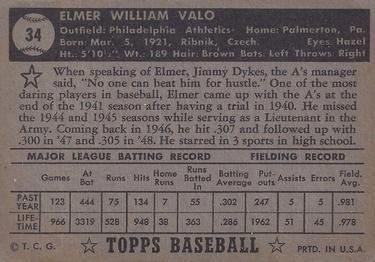 34
ELMER WILLIAM VALO
Outfield: Philadelphia Athletics Home: Palmerton, Pa.
Born: Mar. 5, 1921, Ribnik, Czech. Eyes: Hazel
Ht.: 5'10½" Wt.: 189 Hair: Brown Bats: Left Throws: Right
When speaking of Elmer, Jimmy Dykes, the A's manager
said, "No one can beat him for hustle." One of the most
daring players in baseball, Elmer came up with the A's at the
end of the 1941 season after having a trial in 1940. He missed
the 1944 and 1945 seasons while serving as a Lieutenant in the
Army. Coming back in 1946, he hit .307 and followed up with
.300 in '47 and .305 in '48. He starred in 3 sports in high school.
MAJOR LEAGUE BATTING RECORD FIELDING RECORD
Games At Bat Runs Hits Home Runs Runs Batted In Batting Average Put-outs Assists Errors Field. Avg.
PAST YEAR 123 444 75 134 7 55 .302 247 5 5 .981
LIFE-TIME 966 3319 528 948 38 363 .286 1962 51 45 .978
© T. C. G. TOPPS BASEBALL PRTD. IN U.S.A.